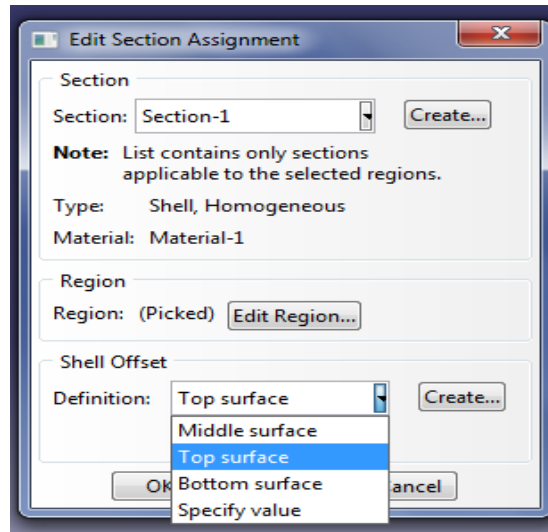 Edit Section Assignment
Section
Section: Section-1 Create...
Note: List contains only sections
applicable to the selected regions.
Type: Shell, Homogeneous
Material: Material-1
Region
Region: (Picked) Edit Region...
Shell Offset
Definition: Top surface Create...
Middle surface
Top surface
Bottom surface
Specify value
OK ancel